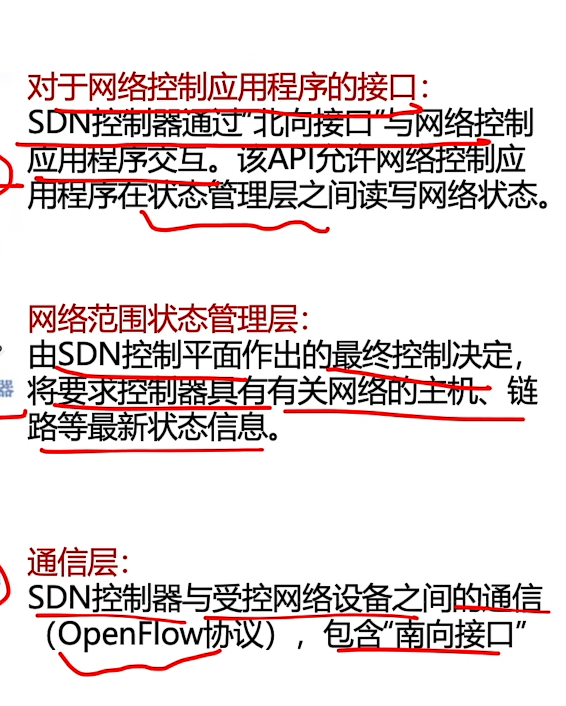 对于网络控制应用程序的接口：
SDN控制器通过“北向接口”与网络控制
应用程序交互。该API允许网络控制应
用程序在状态管理层之间读写网络状态。
网络范围状态管理层：
由SDN控制平面作出的最终控制决定，
器
将要求控制器具有有关网络的主机、链
路等最新状态信息。
通信层：
SDN控制器与受控网络设备之间的通信
（OpenFlow协议），包含“南向接口”